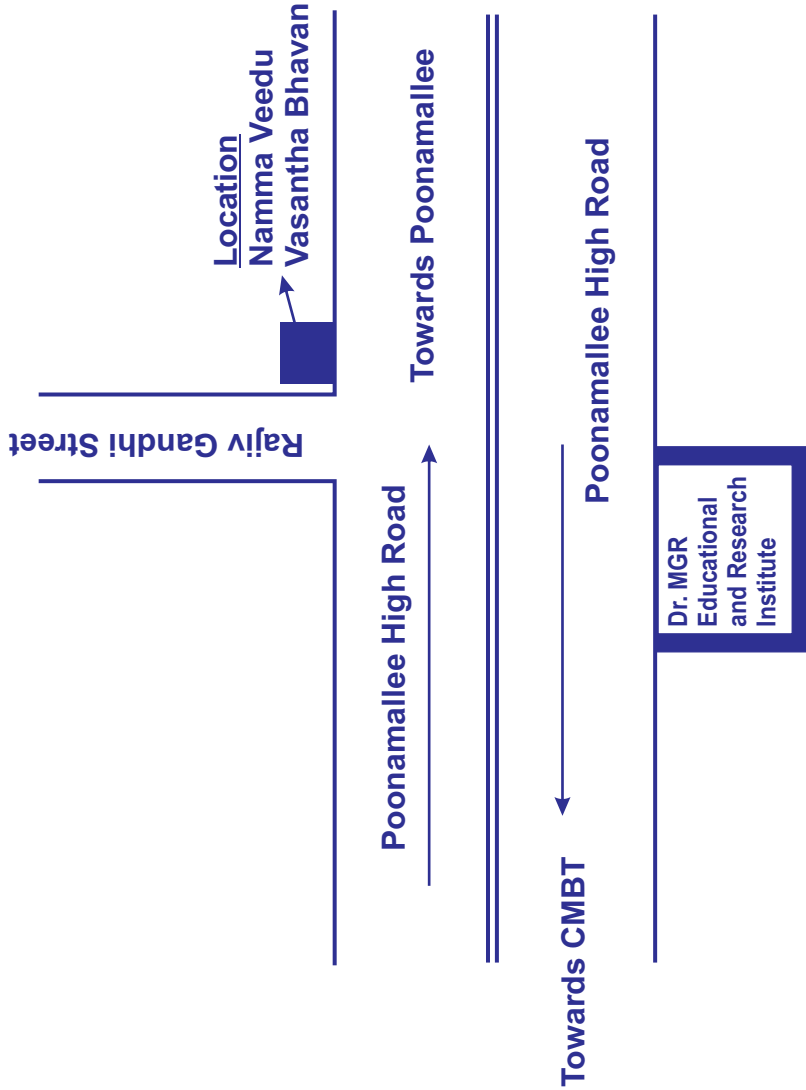 Location
Namma Veedu
Vasantha Bhavan
Rajiv Gandhi Street
Poonamallee High Road
Towards Poonamallee
Towards CMBT
Poonamallee High Road
Dr. MGR
Educational
and Research
Institute